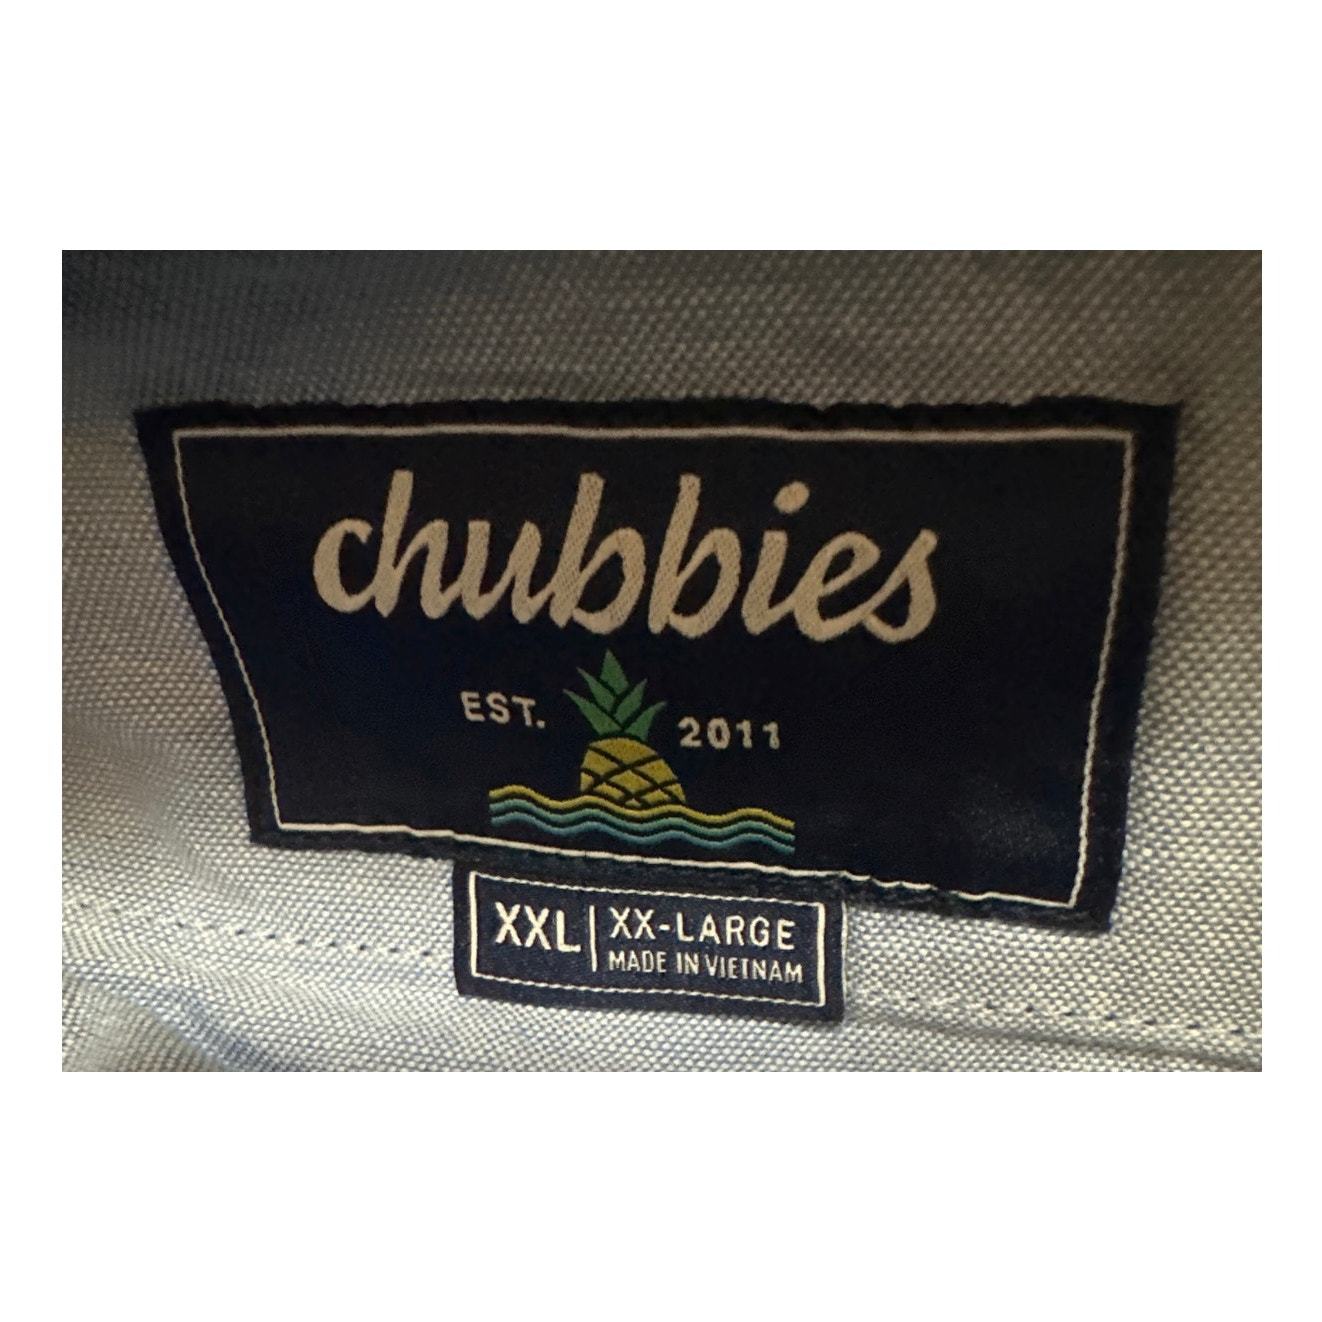 chubbies
EST. 2011
XXL
XX-LARGE
MADE IN VIETNAM